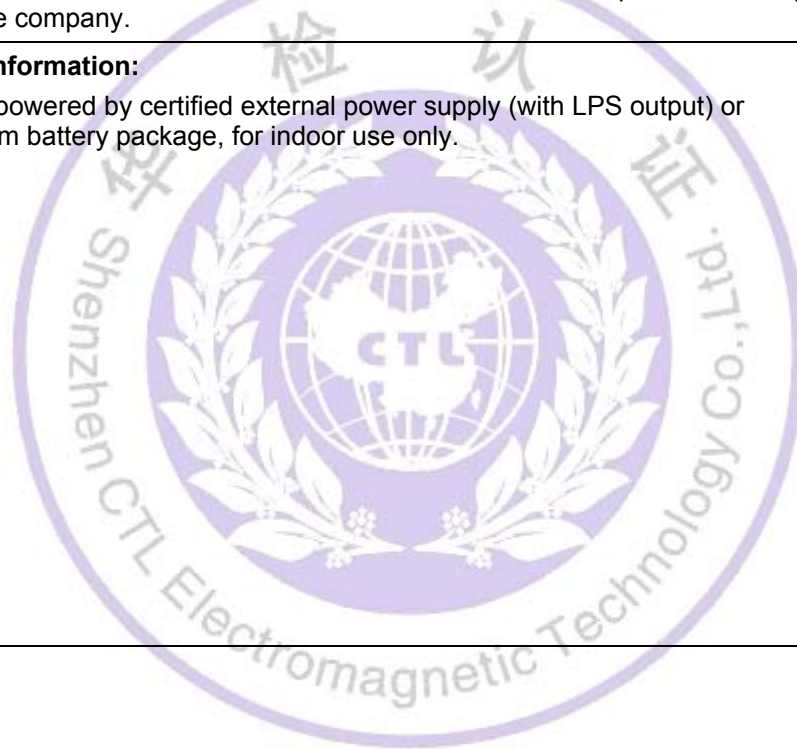 e company.
nformation:
powered by certified external power supply (with LPS output) or
m battery package, for indoor use only.
华 检 认 证
Shenzhen CTL Electromagnetic Technology Co.,Ltd.
CTL